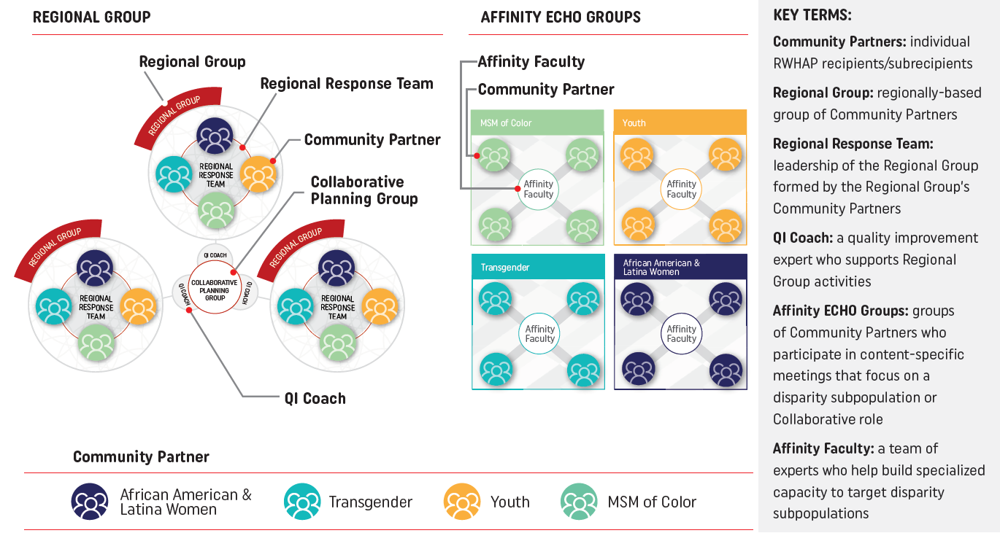 REGIONAL GROUP
Regional Group
Regional Response Team
REGIONAL GROUP
Community Partner
REGIONAL
RESPONSE
TEAM
Collaborative
Planning Group
REGIONAL GROUP
REGIONAL GROUP
QI COACH
QI COACH
QI COACH
COLLABORATIVE
PLANNING
GROUP
REGIONAL
RESPONSE
TEAM
REGIONAL
RESPONSE
TEAM
QI Coach
AFFINITY ECHO GROUPS
Affinity Faculty
Community Partner
MSM of Color
Affinity
Faculty
Youth
Affinity
Faculty
Transgender
Affinity
Faculty
African American &
Latina Women
Affinity
Faculty
Community Partner
African American &
Latina Women
Transgender
Youth
MSM of Color
KEY TERMS:
Community Partners: individual
RWHAP recipients/subrecipients
Regional Group: regionally-based
group of Community Partners
Regional Response Team:
leadership of the Regional Group
formed by the Regional Group's
Community Partners
QI Coach: a quality improvement
expert who supports Regional
Group activities
Affinity ECHO Groups: groups
of Community Partners who
participate in content-specific
meetings that focus on a
disparity subpopulation or
Collaborative role
Affinity Faculty: a team of
experts who help build specialized
capacity to target disparity
subpopulations